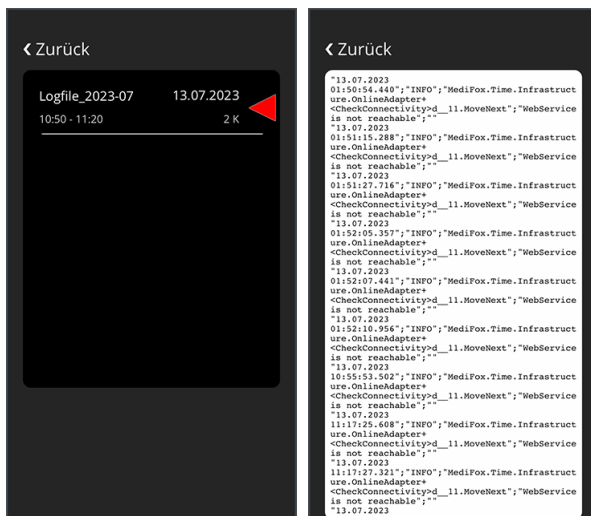 ❮ Zurück
Logfile_2023-07 13.07.2023
10:50 - 11:20 2 K
❮ Zurück
"13.07.2023
01:50:54.440";"INFO";"MediFox.Time.Infrastruct
ure.OnlineAdapter+
<CheckConnectivity>d__11.MoveNext";"WebService
is not reachable";""
"13.07.2023
01:51:15.288";"INFO";"MediFox.Time.Infrastruct
ure.OnlineAdapter+
<CheckConnectivity>d__11.MoveNext";"WebService
is not reachable";""
"13.07.2023
01:51:27.716";"INFO";"MediFox.Time.Infrastruct
ure.OnlineAdapter+
<CheckConnectivity>d__11.MoveNext";"WebService
is not reachable";""
"13.07.2023
01:52:05.357";"INFO";"MediFox.Time.Infrastruct
ure.OnlineAdapter+
<CheckConnectivity>d__11.MoveNext";"WebService
is not reachable";""
"13.07.2023
01:52:07.441";"INFO";"MediFox.Time.Infrastruct
ure.OnlineAdapter+
<CheckConnectivity>d__11.MoveNext";"WebService
is not reachable";""
"13.07.2023
01:52:10.956";"INFO";"MediFox.Time.Infrastruct
ure.OnlineAdapter+
<CheckConnectivity>d__11.MoveNext";"WebService
is not reachable";""
"13.07.2023
10:55:53.502";"INFO";"MediFox.Time.Infrastruct
ure.OnlineAdapter+
<CheckConnectivity>d__11.MoveNext";"WebService
is not reachable";""
"13.07.2023
11:17:25.608";"INFO";"MediFox.Time.Infrastruct
ure.OnlineAdapter+
<CheckConnectivity>d__11.MoveNext";"WebService
is not reachable";""
"13.07.2023
11:17:27.321";"INFO";"MediFox.Time.Infrastruct
ure.OnlineAdapter+
<CheckConnectivity>d__11.MoveNext";"WebService
is not reachable";""
"13.07.2023